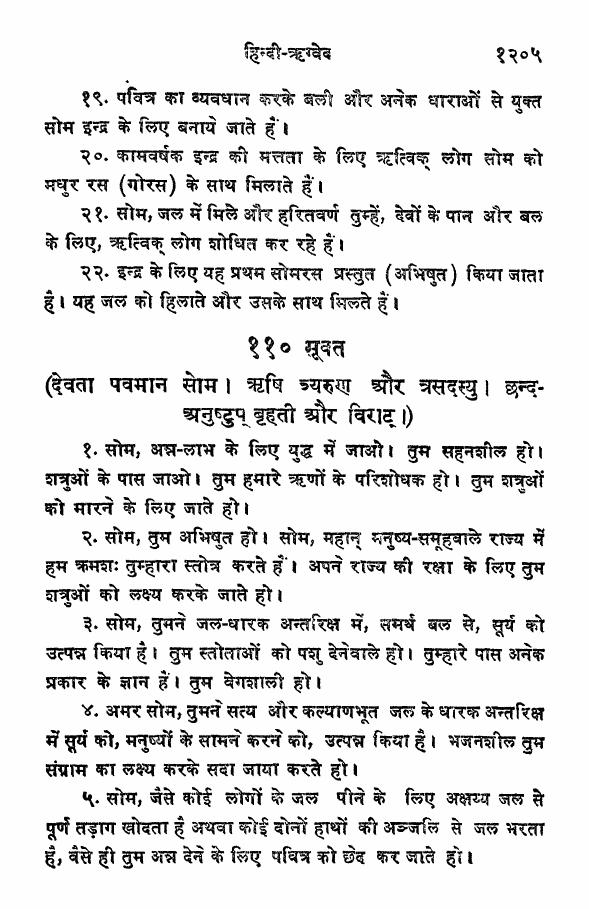 हिन्दी-ऋग्वेद १२०५
१९. पवित्र का व्यवधान करके बली और अनेक धाराओं से युक्त
सोम इन्द्र के लिए बनाये जाते हैं।
२०. कामवर्षक इन्द्र की मत्तता के लिए ऋत्विक् लोग सोम को
मधुर रस (गोरस) के साथ मिलाते हैं।
२१. सोम, जल में मिले और हरितवर्ण तुम्हें, देवों के पान और बल
के लिए, ऋत्विक् लोग शोधित कर रहे हैं।
२२. इन्द्र के लिए यह प्रथम सोमरस प्रस्तुत (अभिषुत) किया जाता
है। यह जल को हिलाते और उसके साथ मिलते हैं।
११० सूक्त
(देवता पवमान सोम। ऋषि त्र्यरुण और त्रसदस्यु। छन्द-
अनुष्टुप् बृहती और विराट्।)
१. सोम, अन्न-लाभ के लिए युद्ध में जाओ। तुम सहनशील हो।
शत्रुओं के पास जाओ। तुम हमारे ऋणों के परिशोधक हो। तुम शत्रुओं
को मारने के लिए जाते हो।
२. सोम, तुम अभिषुत हो। सोम, महान् मनुष्य-समूहवाले राज्य में
हम क्रमशः तुम्हारा स्तोत्र करते हैं। अपने राज्य की रक्षा के लिए तुम
शत्रुओं को लक्ष्य करके जाते हो।
३. सोम, तुमने जल-धारक अन्तरिक्ष में, समर्थ बल से, सूर्य को
उत्पन्न किया है। तुम स्तोताओं को पशु देनेवाले हो। तुम्हारे पास अनेक
प्रकार के ज्ञान हैं। तुम वेगशाली हो।
४. अमर सोम, तुमने सत्य और कल्याणभूत जल के धारक अन्तरिक्ष
में सूर्य को, मनुष्यों के सामने करने को, उत्पन्न किया है। भजनशील तुम
संग्राम का लक्ष्य करके सदा जाया करते हो।
५. सोम, जैसे कोई लोगों के जल पीने के लिए अक्षय्य जल से
पूर्ण तड़ाग खोदता है अथवा कोई दोनों हाथों की अञ्जलि से जल भरता
है, वैसे ही तुम अन्न देने के लिए पवित्र को छेद कर जाते हो।